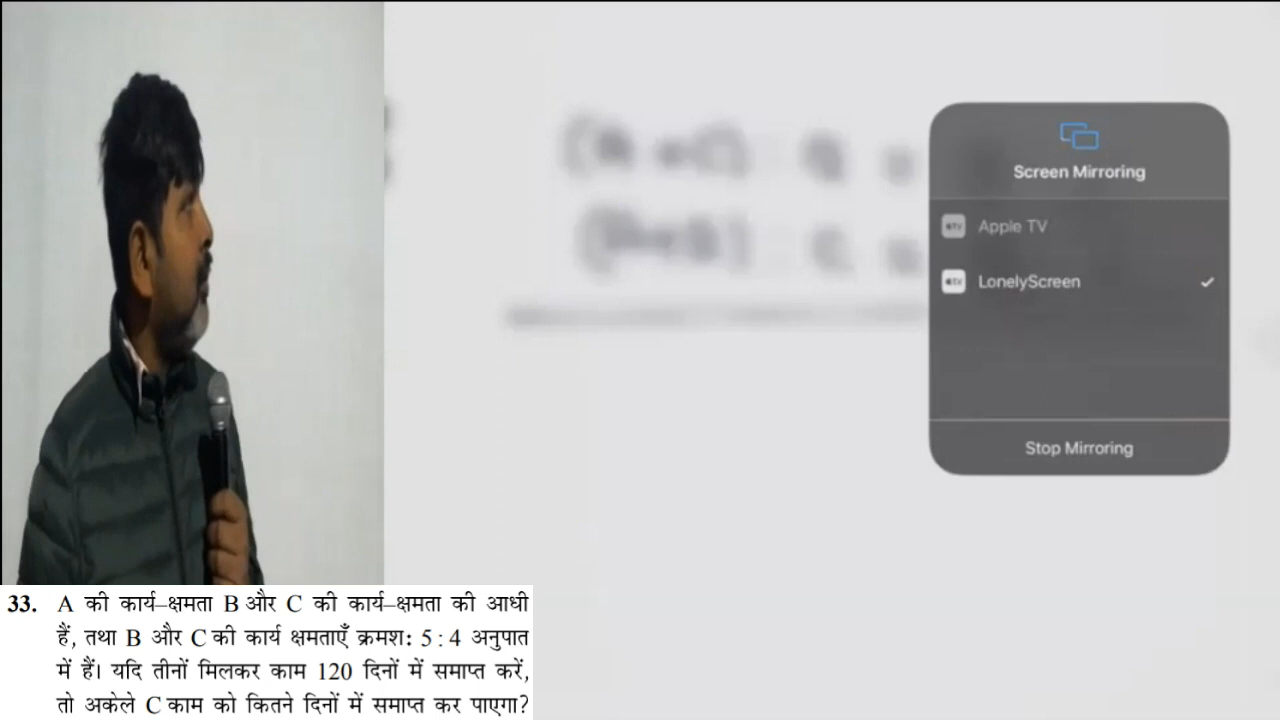 Screen Mirroring
Apple TV
LonelyScreen
Stop Mirroring
33. A की कार्य–क्षमता B और C की कार्य–क्षमता की आधी
हैं, तथा B और C की कार्य क्षमताएँ क्रमशः 5 : 4 अनुपात
में हैं। यदि तीनों मिलकर काम 120 दिनों में समाप्त करें,
तो अकेले C काम को कितने दिनों में समाप्त कर पाएगा?